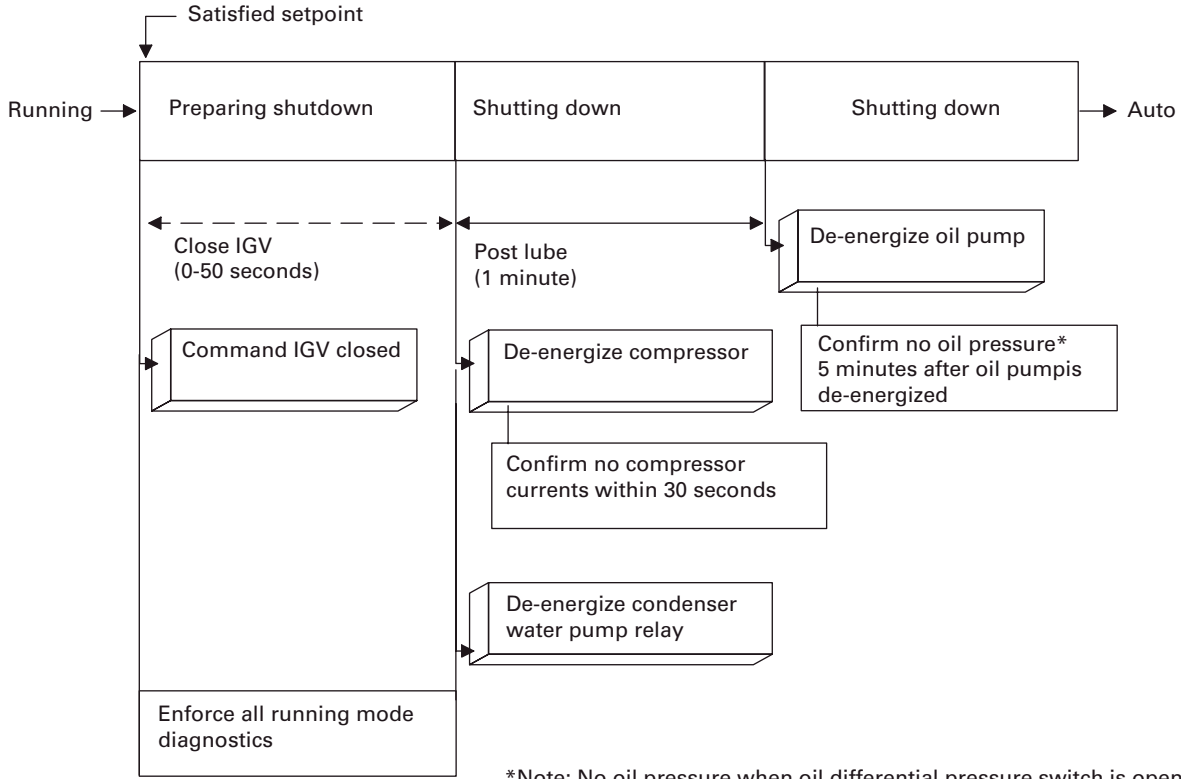 Satisfied setpoint
Running
Preparing shutdown
Shutting down
Shutting down
Auto
Close IGV
(0-50 seconds)
Post lube
(1 minute)
De-energize oil pump
Command IGV closed
De-energize compressor
Confirm no oil pressure*
5 minutes after oil pumpis
de-energized
Confirm no compressor
currents within 30 seconds
De-energize condenser
water pump relay
Enforce all running mode
diagnostics
*Note: No oil pressure when oil differential pressure switch is open